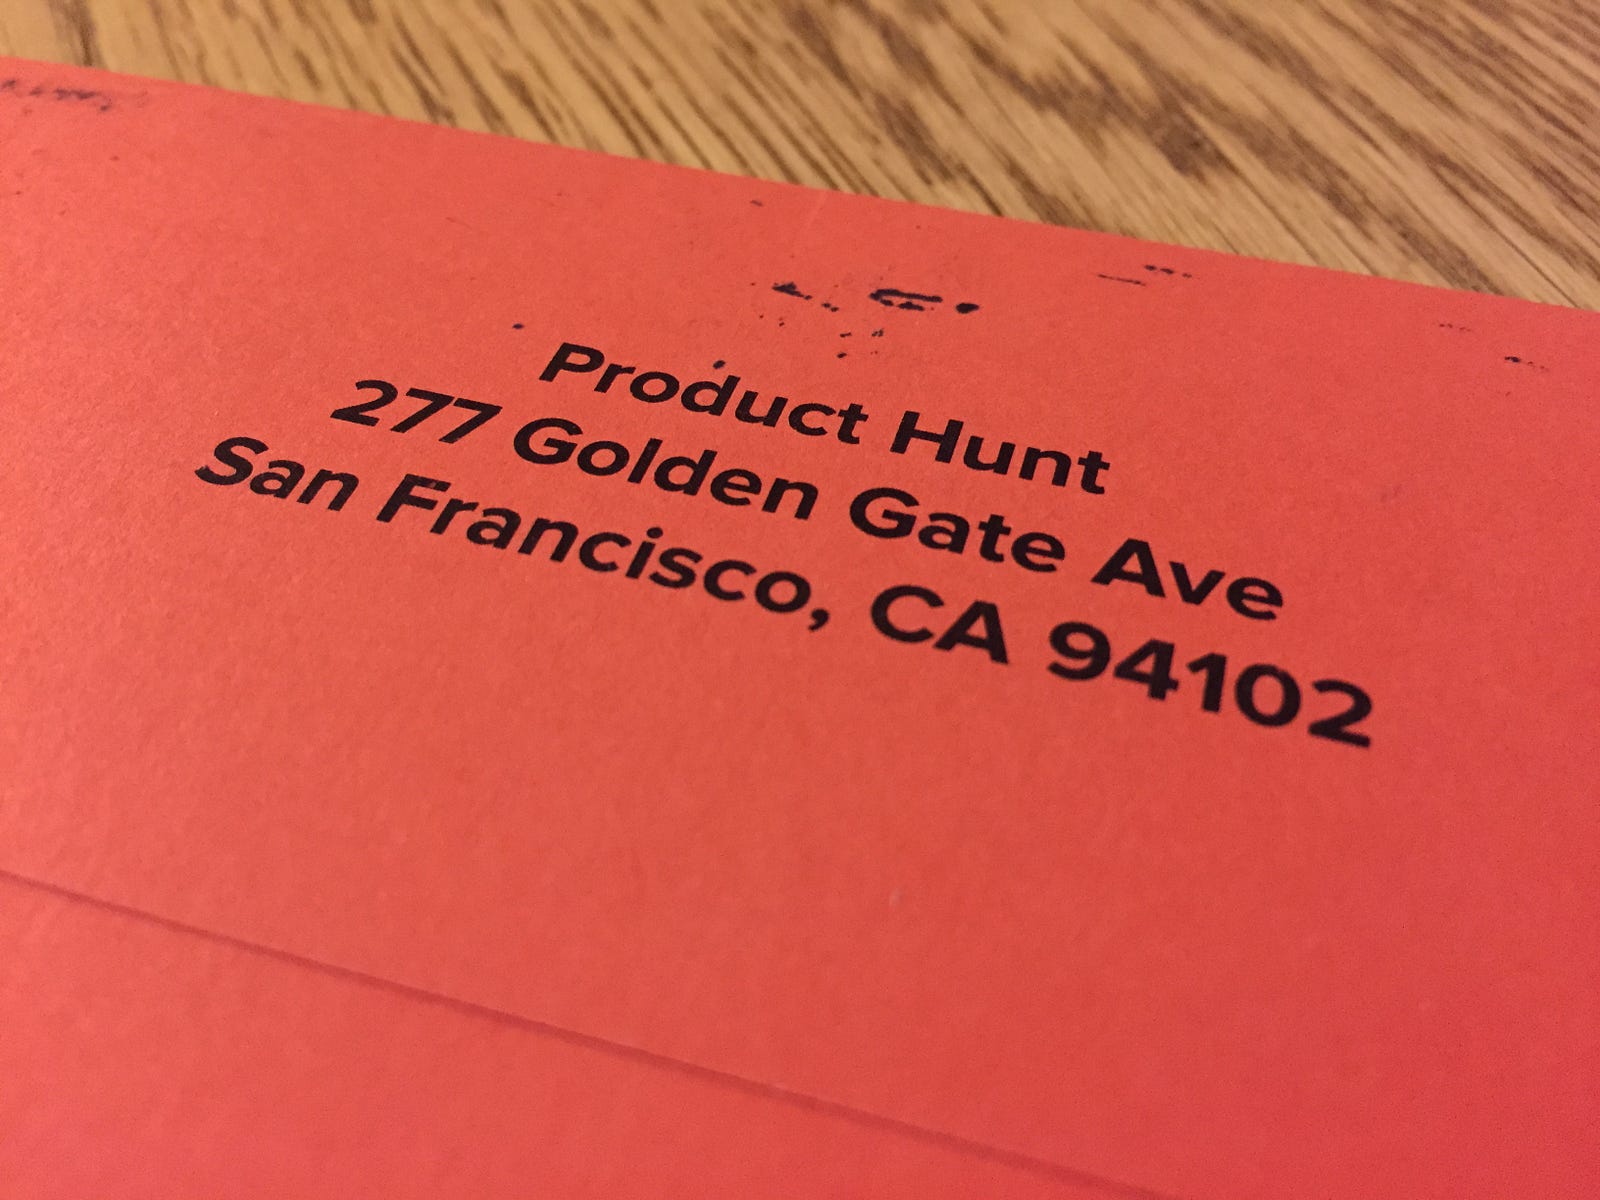 Product Hunt
277 Golden Gate Ave
San Francisco, CA 94102